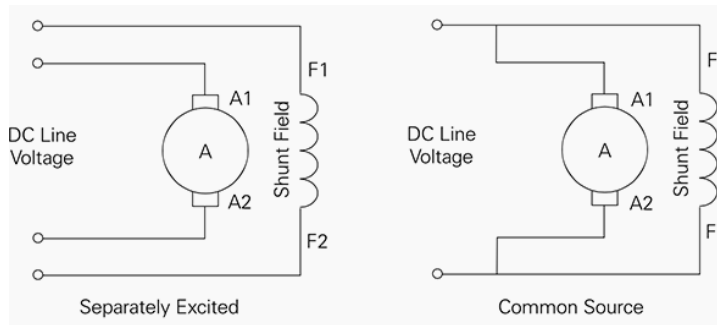 F1
A1
DC Line
Voltage
A
Shunt Field
A2
F2
Separately Excited
F
A1
DC Line
Voltage
A
Shunt Field
A2
F
Common Source